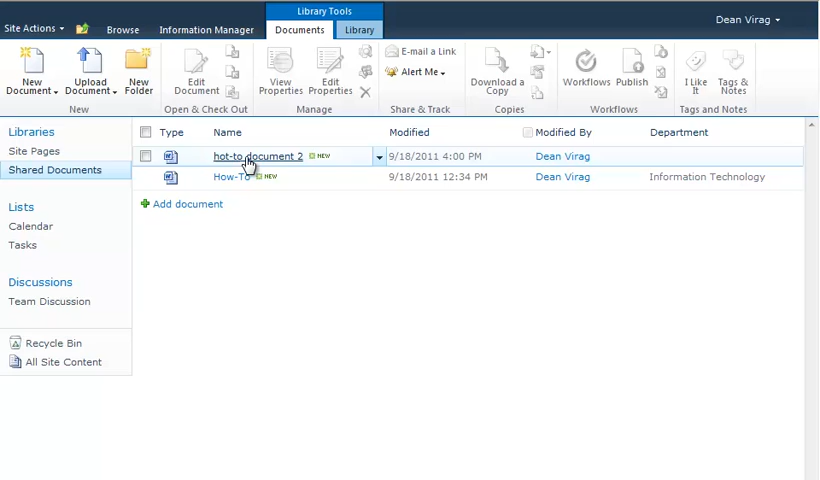 Library Tools
Dean Virag
Site Actions Browse Information Manager Documents Library
New Document Upload Document New Folder Edit Document View Properties Edit Properties E-mail a Link Alert Me Download a Copy Workflows Publish I Like It Tags & Notes
New Open & Check Out Manage Share & Track Copies Workflows Tags and Notes
Libraries
Site Pages
Shared Documents
Lists
Calendar
Tasks
Discussions
Team Discussion
Recycle Bin
All Site Content
Type Name Modified Modified By Department
hot-to document 2 NEW 9/18/2011 4:00 PM Dean Virag
How-To NEW 9/18/2011 12:34 PM Dean Virag Information Technology
Add document